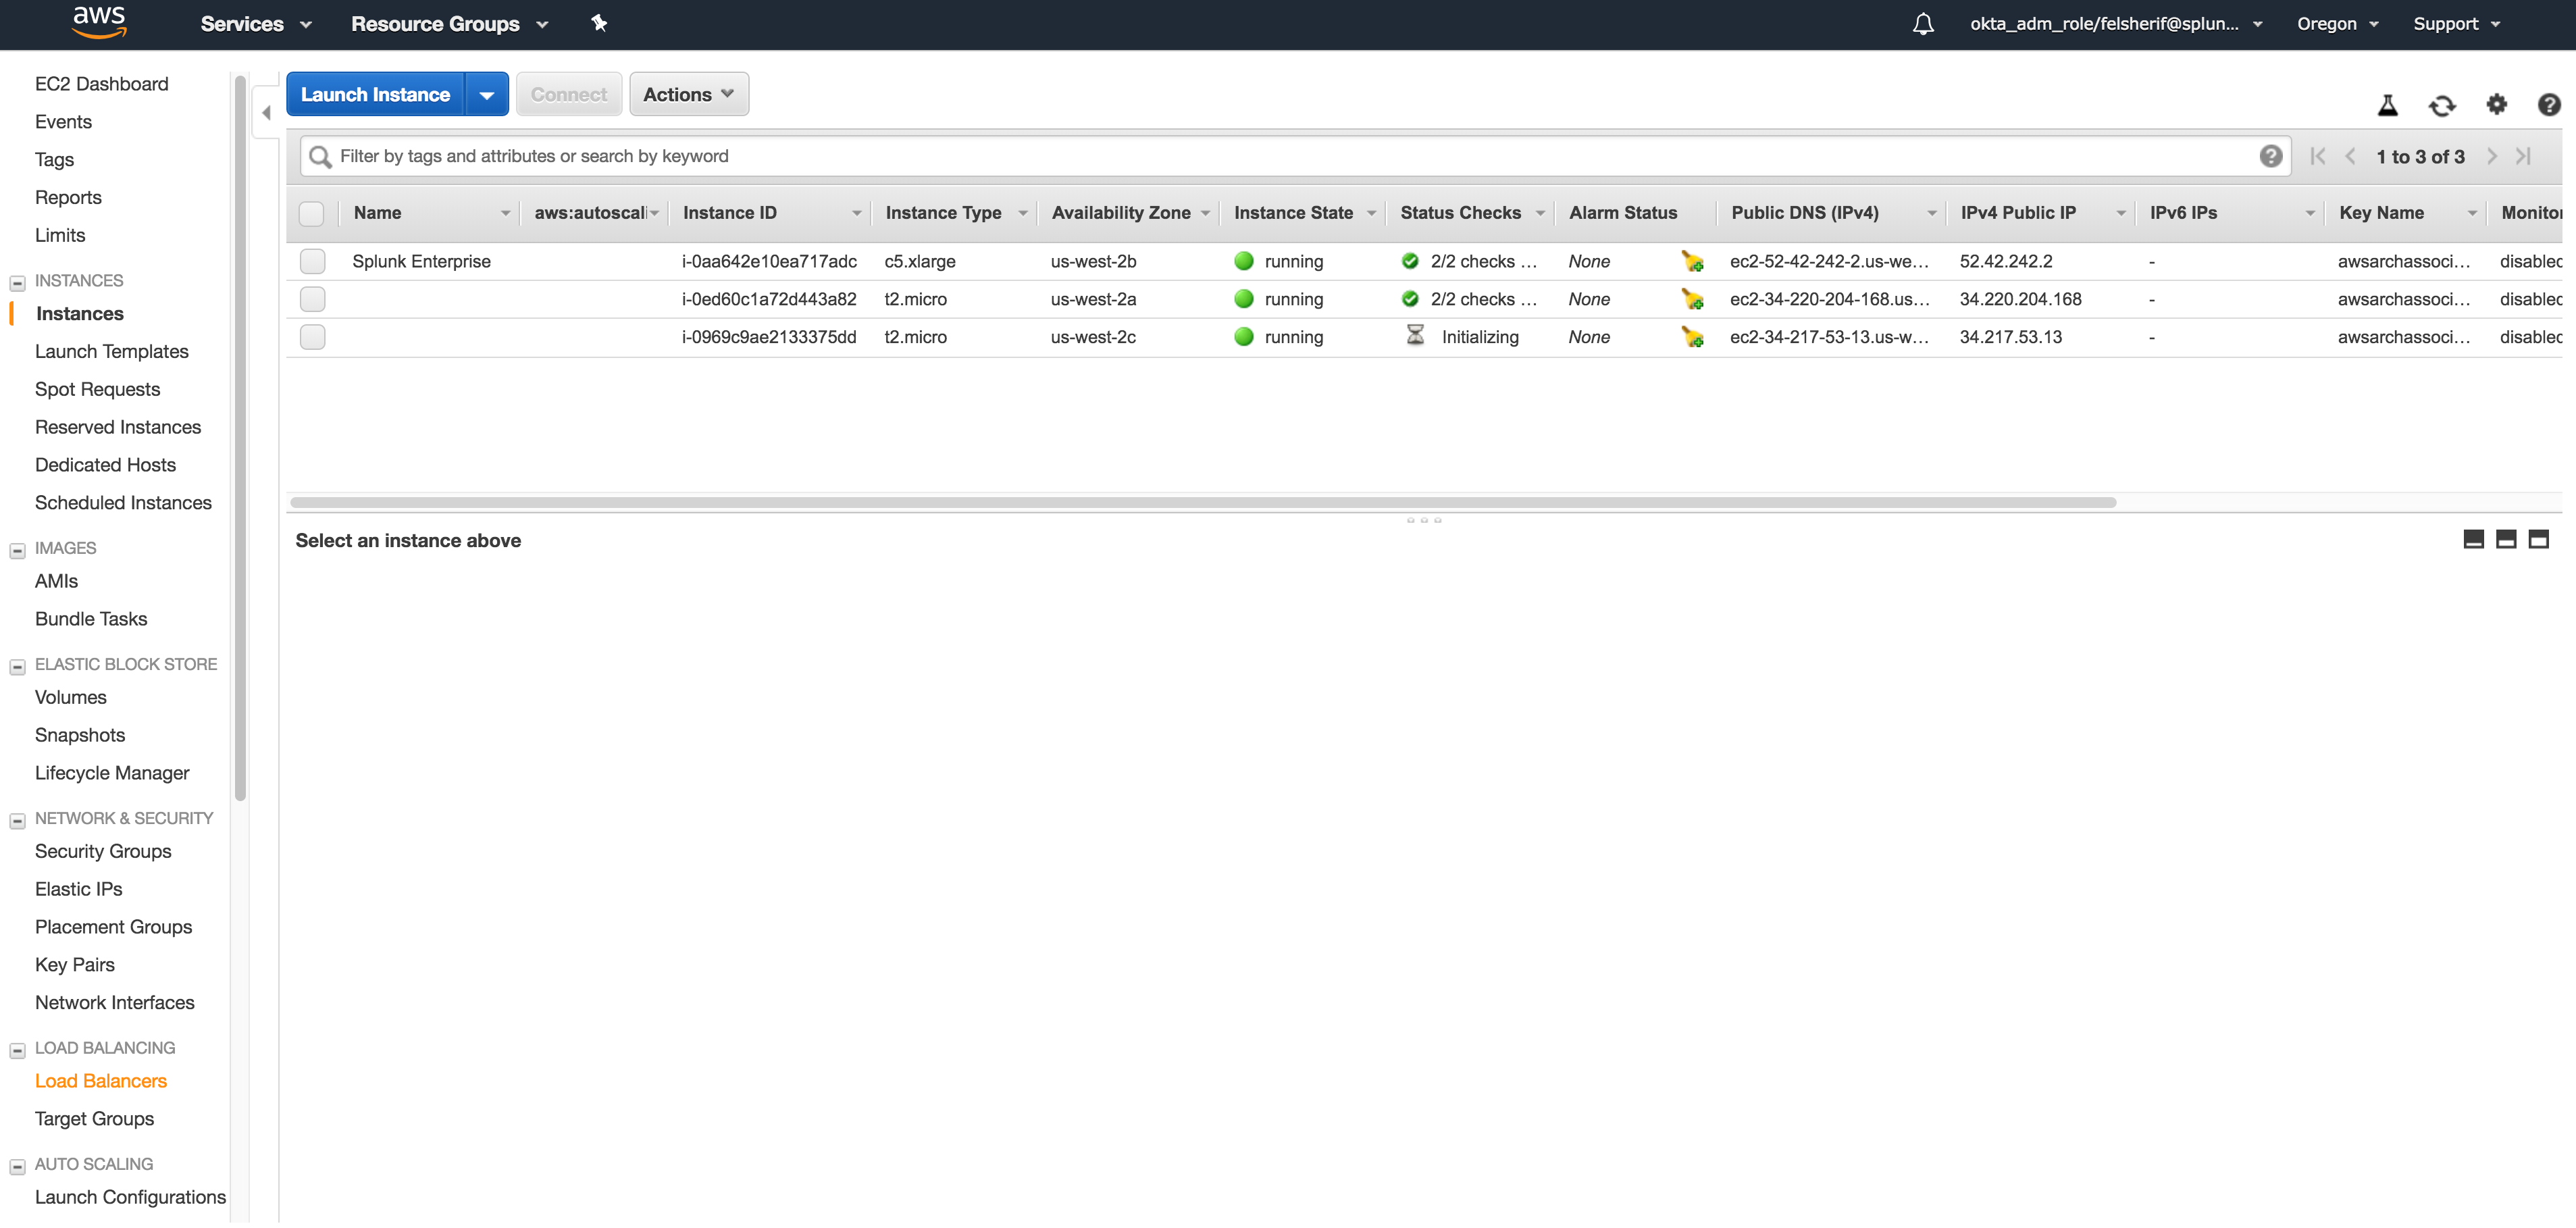 aws Services Resource Groups okta_adm_role/felsherif@splun... Oregon Support
EC2 Dashboard
Events
Tags
Reports
Limits
INSTANCES
Instances
Launch Templates
Spot Requests
Reserved Instances
Dedicated Hosts
Scheduled Instances
IMAGES
AMIs
Bundle Tasks
ELASTIC BLOCK STORE
Volumes
Snapshots
Lifecycle Manager
NETWORK & SECURITY
Security Groups
Elastic IPs
Placement Groups
Key Pairs
Network Interfaces
LOAD BALANCING
Load Balancers
Target Groups
AUTO SCALING
Launch Configurations
Launch Instance Connect Actions
Filter by tags and attributes or search by keyword 1 to 3 of 3
Name aws:autoscali Instance ID Instance Type Availability Zone Instance State Status Checks Alarm Status Public DNS (IPv4) IPv4 Public IP IPv6 IPs Key Name Monitor
Splunk Enterprise i-0aa642e10ea717adc c5.xlarge us-west-2b running 2/2 checks ... None ec2-52-42-242-2.us-we... 52.42.242.2 - awsarchassoci... disabled
i-0ed60c1a72d443a82 t2.micro us-west-2a running 2/2 checks ... None ec2-34-220-204-168.us... 34.220.204.168 - awsarchassoci... disabled
i-0969c9ae2133375dd t2.micro us-west-2c running Initializing None ec2-34-217-53-13.us-w... 34.217.53.13 - awsarchassoci... disabled
Select an instance above